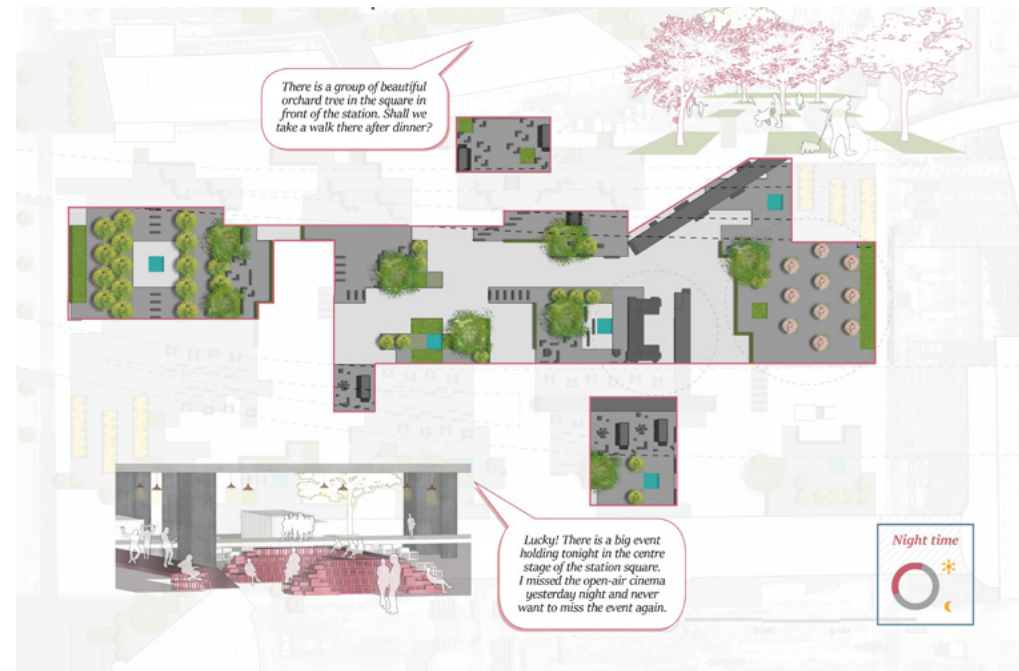 There is a group of beautiful
orchard tree in the square in
front of the station. Shall we
take a walk there after dinner?
Lucky! There is a big event
holding tonight in the centre
stage of the station square.
I missed the open-air cinema
yesterday night and never
want to miss the event again.
Night time